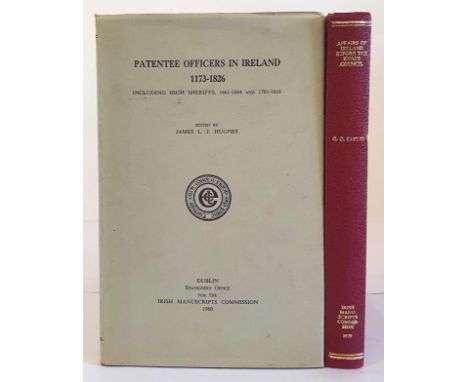 PATENTEE OFFICERS IN IRELAND
1173-1826
INCLUDING HIGH SHERIFFS, 1661-1684 AND 1761-1816
EDITED BY
JAMES L. J. HUGHES
DUBLIN
STATIONERY OFFICE
FOR THE
IRISH MANUSCRIPTS COMMISSION
1960
AFFAIRS OF
IRELAND
BEFORE THE
KING'S
COUNCIL
G. O. SAYLES
IRISH
MANU-
SCRIPTS
COMMIS-
SION
1979